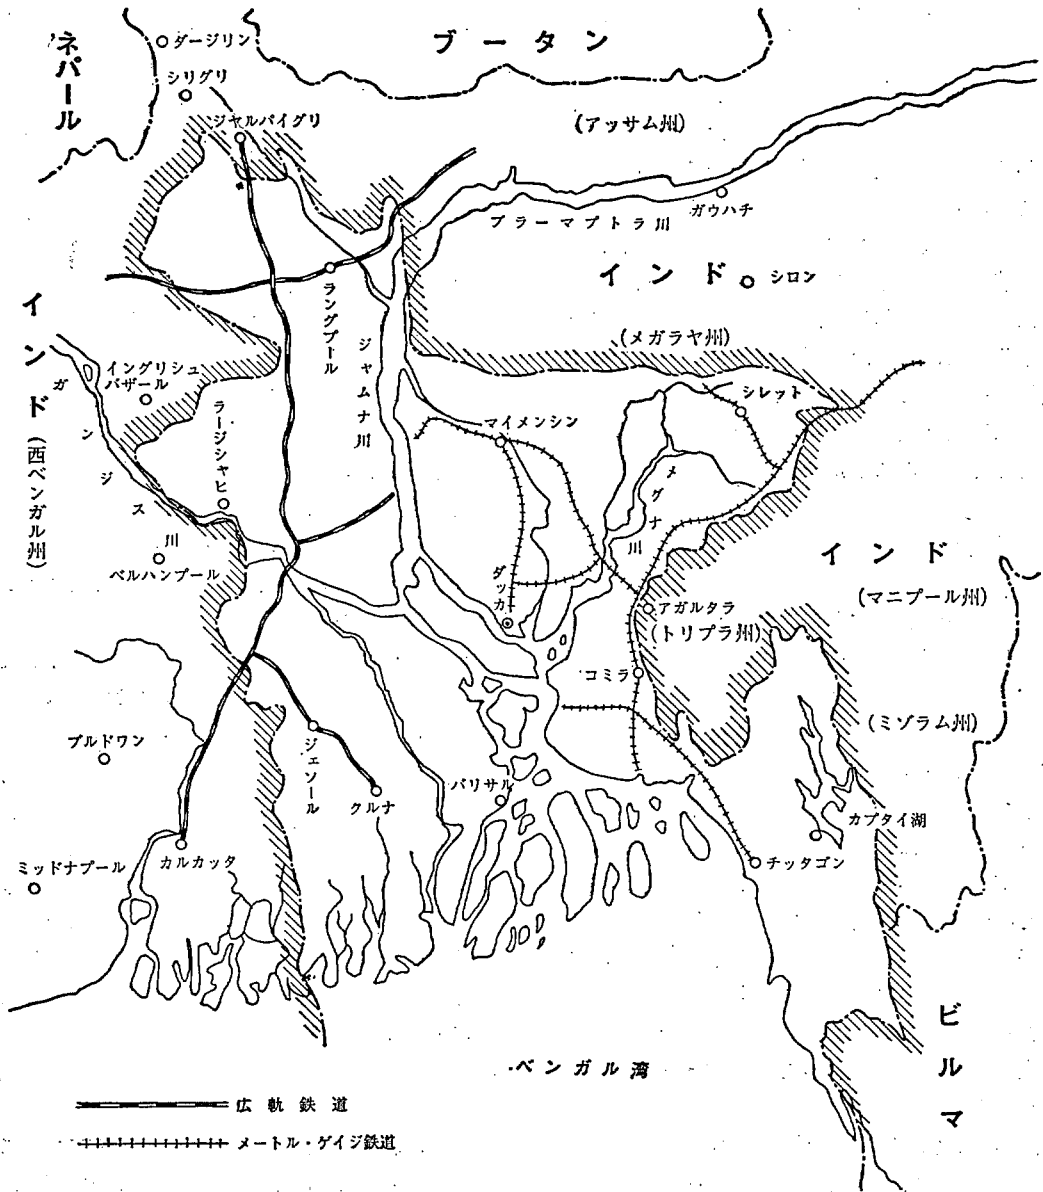 ネパール
ダージリン
ブータン
シリグリ
ジャルパイグリ
(アッサム州)
ガウハチ
ブラーマプトラ川
インド
シロン
ラングプール
ジャムナ川
(メガラヤ州)
インド(西ベンガル州)
ガンジス川
イングリシュ
バザール
ラージシャヒ
マイメンシン
シレット
メグナ川
ベルハンプール
ダッカ
インド
(マニプール州)
アガルタラ
(トリプラ州)
コミラ
(ミゾラム州)
ブルドワン
ジェソール
クルナ
バリサル
カプタイ湖
ミッドナプール
カルカッタ
チッタゴン
ビルマ
ベンガル湾
広軌鉄道
メートル・ゲイジ鉄道